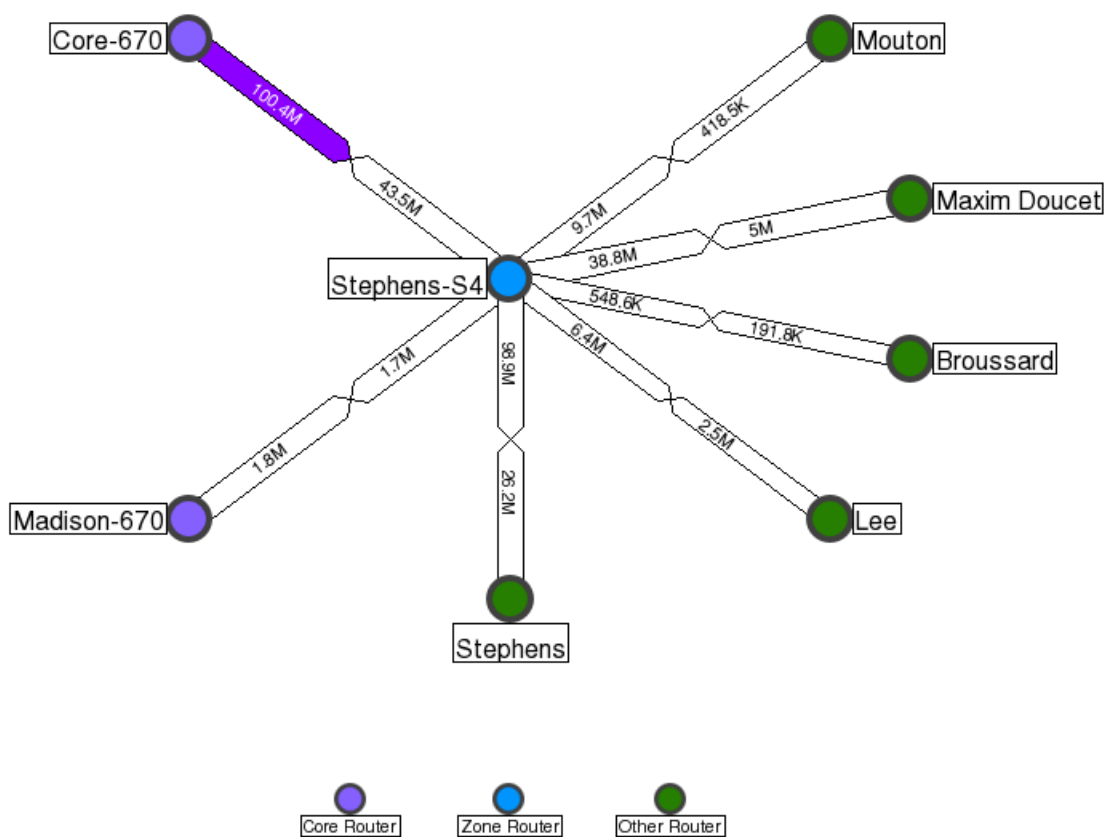 Core-670
Mouton
100.4M
418.5K
43.5M
9.7M
Maxim Doucet
5M
38.8M
Stephens-S4
548.6K
191.8K
Broussard
6.4M
98.9M
1.7M
2.5M
1.8M
26.2M
Madison-670
Lee
Stephens
Core Router
Zone Router
Other Router